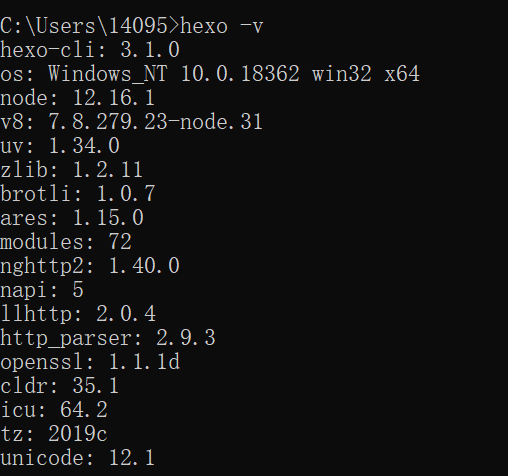 C:\Users\14095>hexo -v
hexo-cli: 3.1.0
os: Windows_NT 10.0.18362 win32 x64
node: 12.16.1
v8: 7.8.279.23-node.31
uv: 1.34.0
zlib: 1.2.11
brotli: 1.0.7
ares: 1.15.0
modules: 72
nghttp2: 1.40.0
napi: 5
llhttp: 2.0.4
http_parser: 2.9.3
openssl: 1.1.1d
cldr: 35.1
icu: 64.2
tz: 2019c
unicode: 12.1